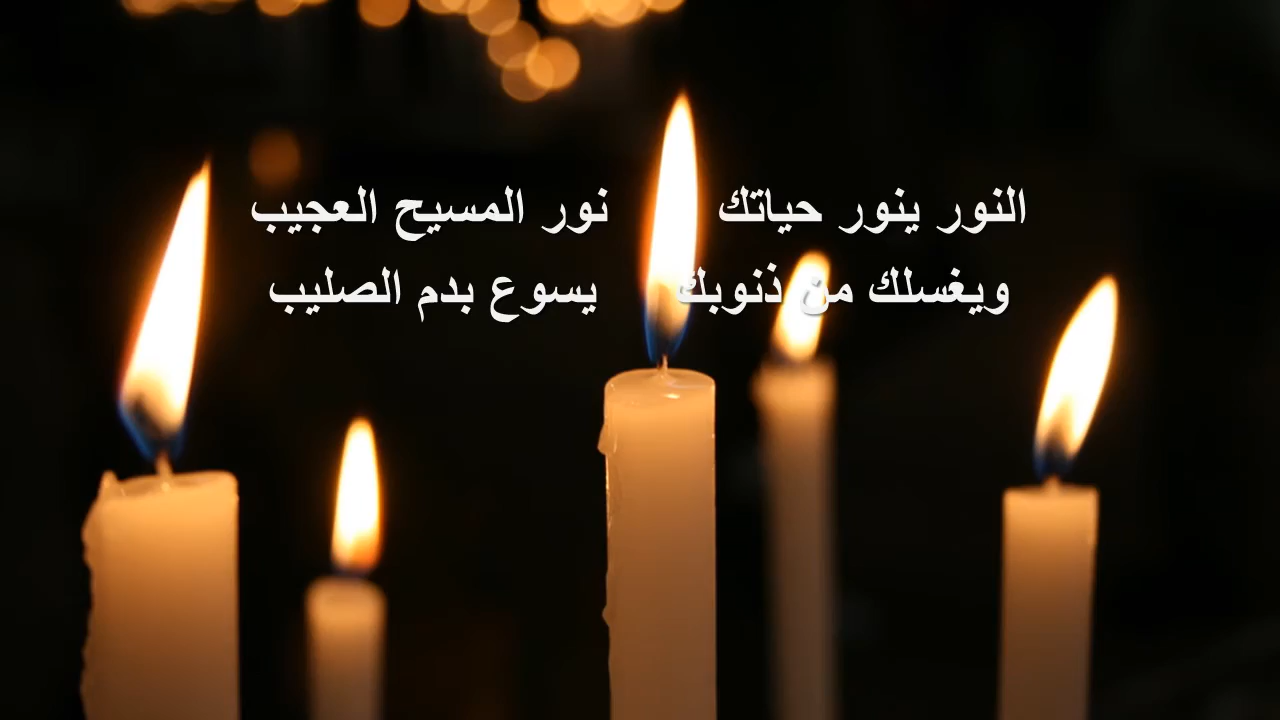 النور ينور حياتك نور المسيح العجيب
ويغسلك من ذنوبك يسوع بدم الصليب